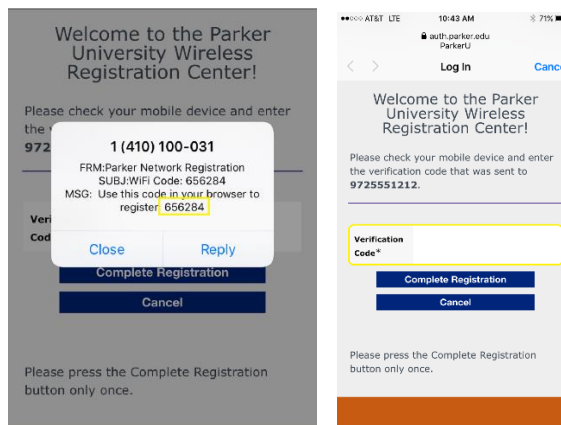 Welcome to the Parker
University Wireless
Registration Center!
Please check your mobile device and enter
the
972
1 (410) 100-031
FRM:Parker Network Registration
SUBJ:WiFi Code: 656284
MSG: Use this code in your browser to
register 656284
Close
Reply
Veri
Cod
Complete Registration
Cancel
Please press the Complete Registration
button only once.
AT&T LTE
10:43 AM
71%
auth.parker.edu
ParkerU
Log In
Cance
Welcome to the Parker
University Wireless
Registration Center!
Please check your mobile device and enter
the verification code that was sent to
9725551212.
Verification
Code*
Complete Registration
Cancel
Please press the Complete Registration
button only once.